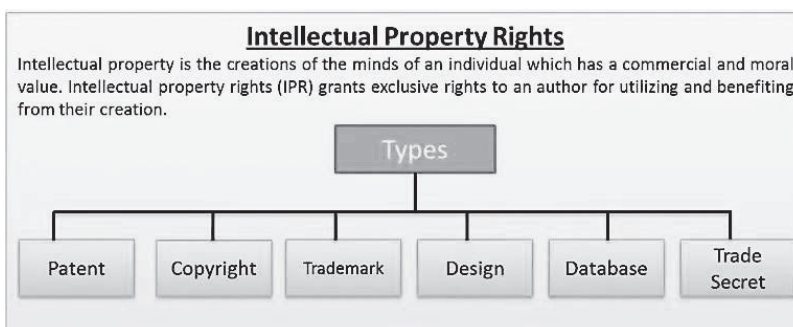 Intellectual Property Rights
Intellectual property is the creations of the minds of an individual which has a commercial and moral
value. Intellectual property rights (IPR) grants exclusive rights to an author for utilizing and benefiting
from their creation.
Types
Patent
Copyright
Trademark
Design
Database
Trade
Secret